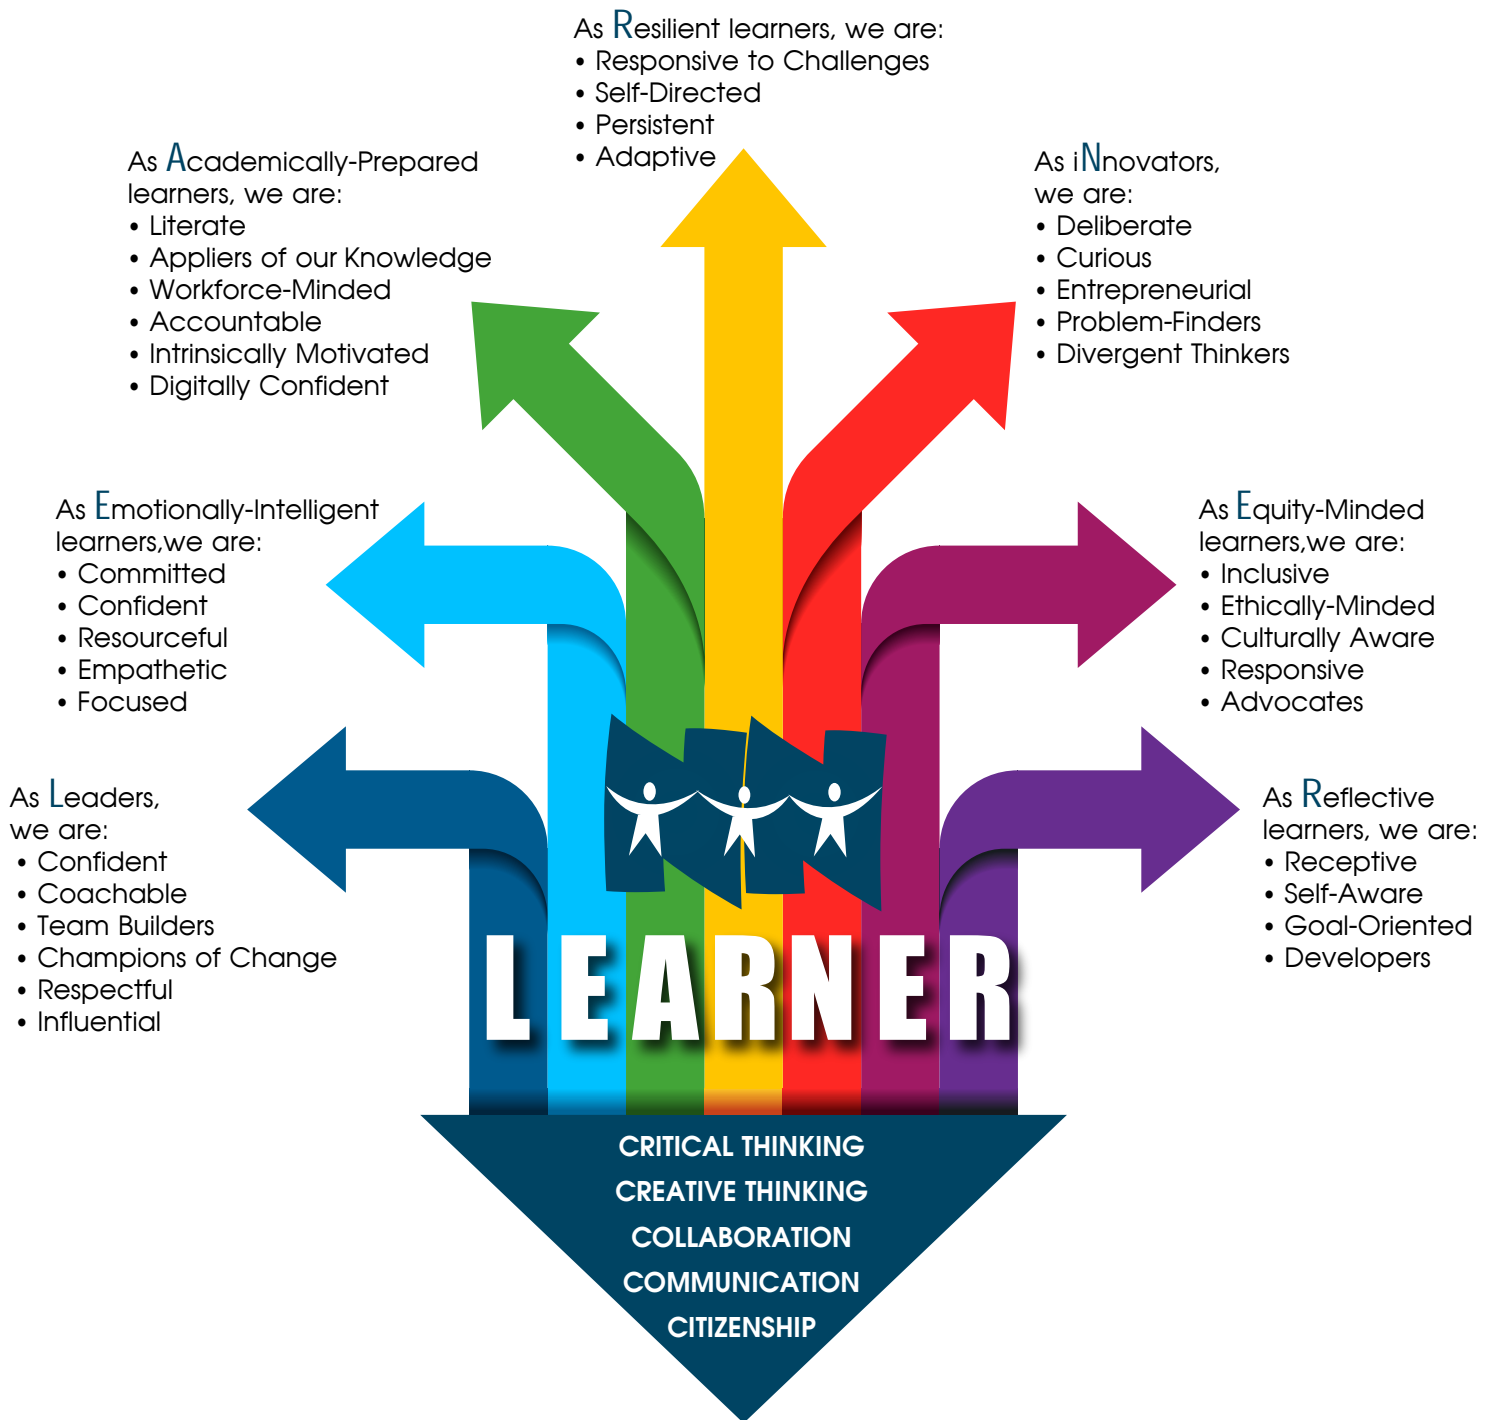 As Resilient learners, we are:
• Responsive to Challenges
• Self-Directed
• Persistent
• Adaptive
As Academically-Prepared
learners, we are:
• Literate
• Appliers of our Knowledge
• Workforce-Minded
• Accountable
• Intrinsically Motivated
• Digitally Confident
As iNnovators,
we are:
• Deliberate
• Curious
• Entrepreneurial
• Problem-Finders
• Divergent Thinkers
As Emotionally-Intelligent
learners,we are:
• Committed
• Confident
• Resourceful
• Empathetic
• Focused
As Equity-Minded
learners,we are:
• Inclusive
• Ethically-Minded
• Culturally Aware
• Responsive
• Advocates
As Leaders,
we are:
• Confident
• Coachable
• Team Builders
• Champions of Change
• Respectful
• Influential
As Reflective
learners, we are:
• Receptive
• Self-Aware
• Goal-Oriented
• Developers
LEARNER
CRITICAL THINKING
CREATIVE THINKING
COLLABORATION
COMMUNICATION
CITIZENSHIP